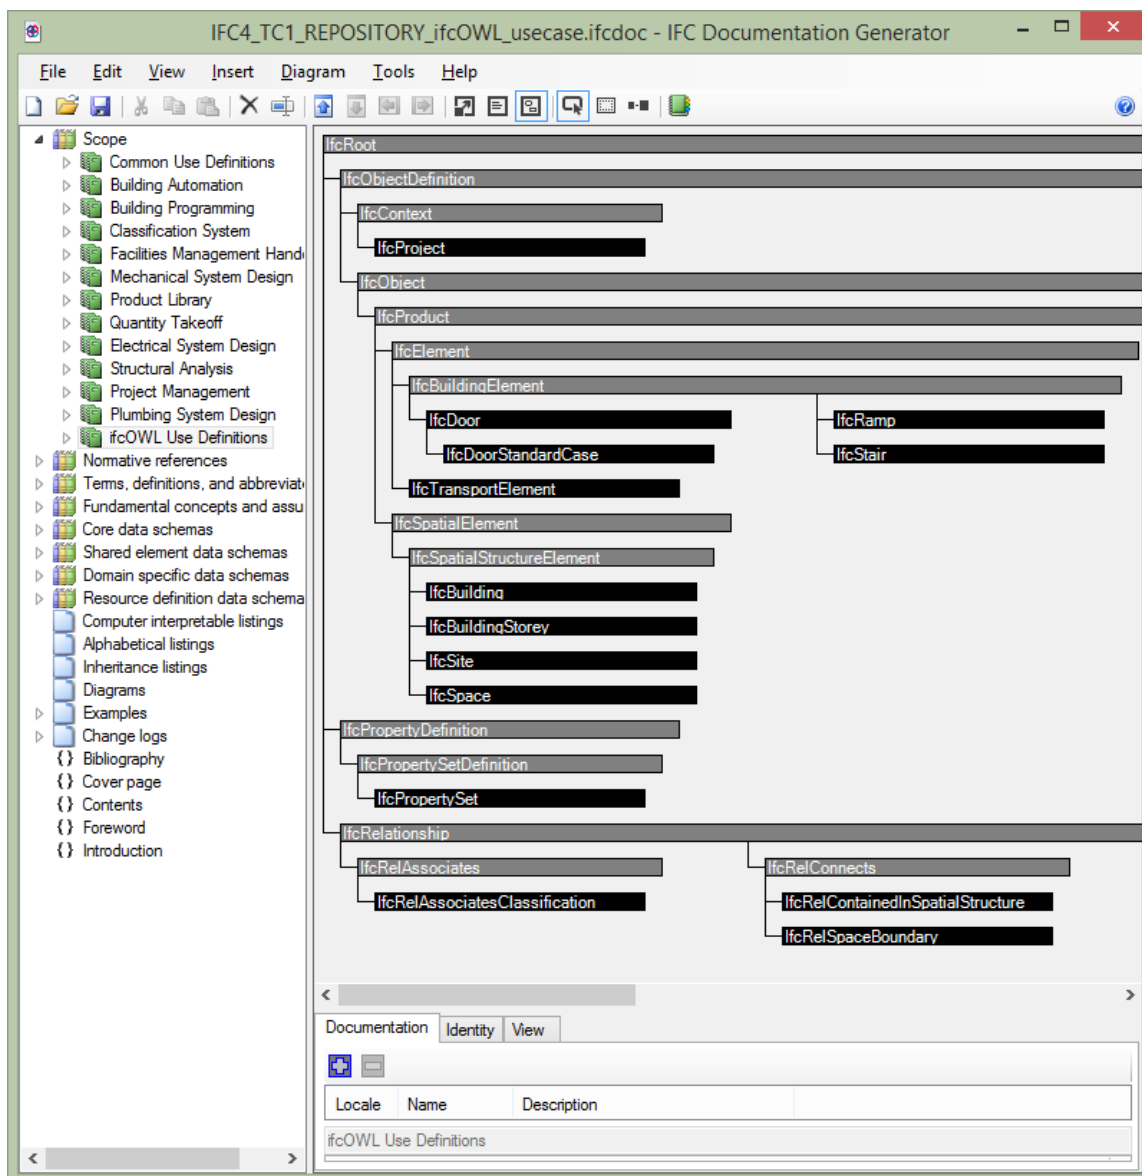 IFC4_TC1_REPOSITORY_ifcOWL_usecase.ifcdoc - IFC Documentation Generator
File Edit View Insert Diagram Tools Help
Scope
Common Use Definitions
Building Automation
Building Programming
Classification System
Facilities Management Hand
Mechanical System Design
Product Library
Quantity Takeoff
Electrical System Design
Structural Analysis
Project Management
Plumbing System Design
ifcOWL Use Definitions
Normative references
Terms, definitions, and abbreviat
Fundamental concepts and assu
Core data schemas
Shared element data schemas
Domain specific data schemas
Resource definition data schema
Computer interpretable listings
Alphabetical listings
Inheritance listings
Diagrams
Examples
Change logs
{} Bibliography
{} Cover page
{} Contents
{} Foreword
{} Introduction
IfcRoot
IfcObjectDefinition
IfcContext
IfcProject
IfcObject
IfcProduct
IfcElement
IfcBuildingElement
IfcDoor IfcRamp
IfcDoorStandardCase IfcStair
IfcTransportElement
IfcSpatialElement
IfcSpatialStructureElement
IfcBuilding
IfcBuildingStorey
IfcSite
IfcSpace
IfcPropertyDefinition
IfcPropertySetDefinition
IfcPropertySet
IfcRelationship
IfcRelAssociates IfcRelConnects
IfcRelAssociatesClassification IfcRelContainedInSpatialStructure
IfcRelSpaceBoundary
Documentation Identity View
Locale Name Description
ifcOWL Use Definitions